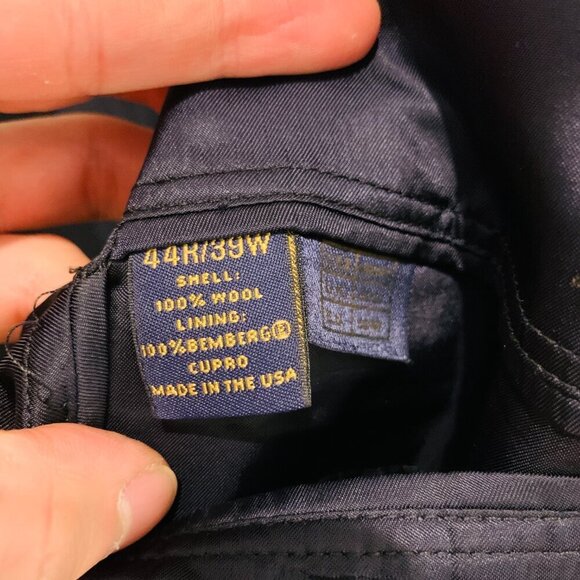 44R/39W
SHELL:
100% WOOL
LINING:
100%BEMBERG®
CUPRO
MADE IN THE USA